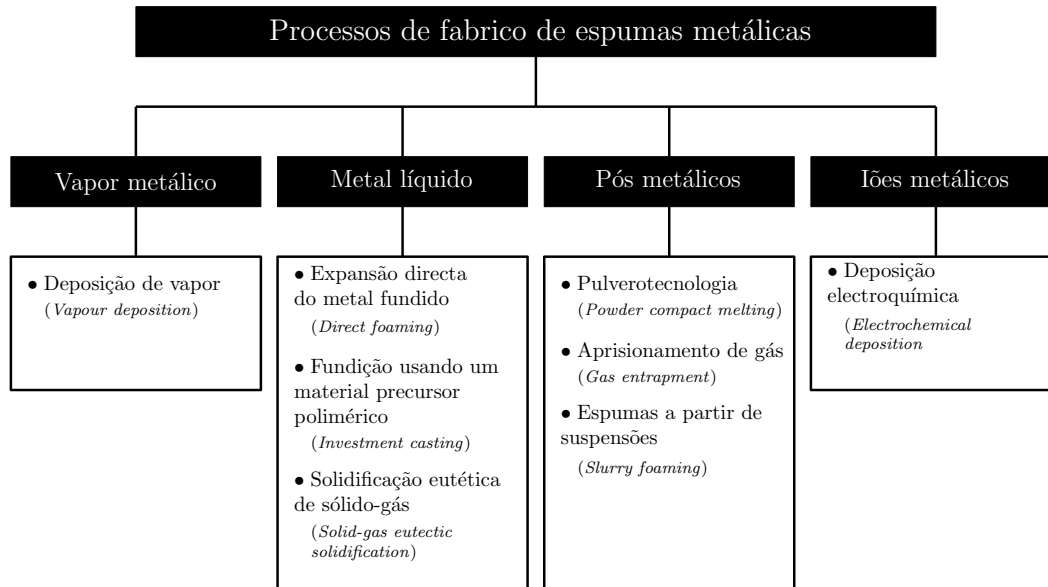 Processos de fabrico de espumas metálicas
Vapor metálico
• Deposição de vapor
(Vapour deposition)
Metal líquido
• Expansão directa
do metal fundido
(Direct foaming)
• Fundição usando um
material precursor
polimérico
(Investment casting)
• Solidificação eutética
de sólido-gás
(Solid-gas eutectic
solidification)
Pós metálicos
• Pulverotecnologia
(Powder compact melting)
• Aprisionamento de gás
(Gas entrapment)
• Espumas a partir de
suspensões
(Slurry foaming)
Iões metálicos
• Deposição
electroquímica
(Electrochemical
deposition